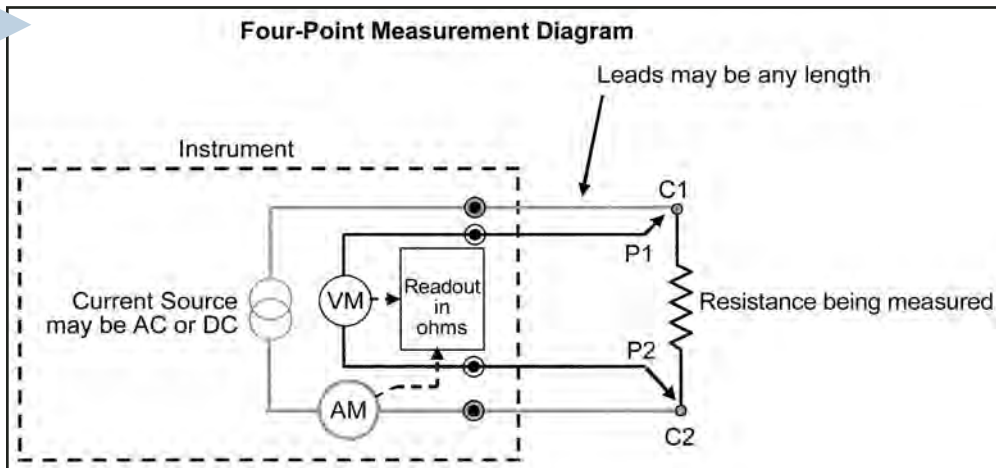 Four-Point Measurement Diagram
Leads may be any length
Instrument
C1
P1
Current Source
may be AC or DC
VM
Readout
in
ohms
Resistance being measured
P2
AM
C2